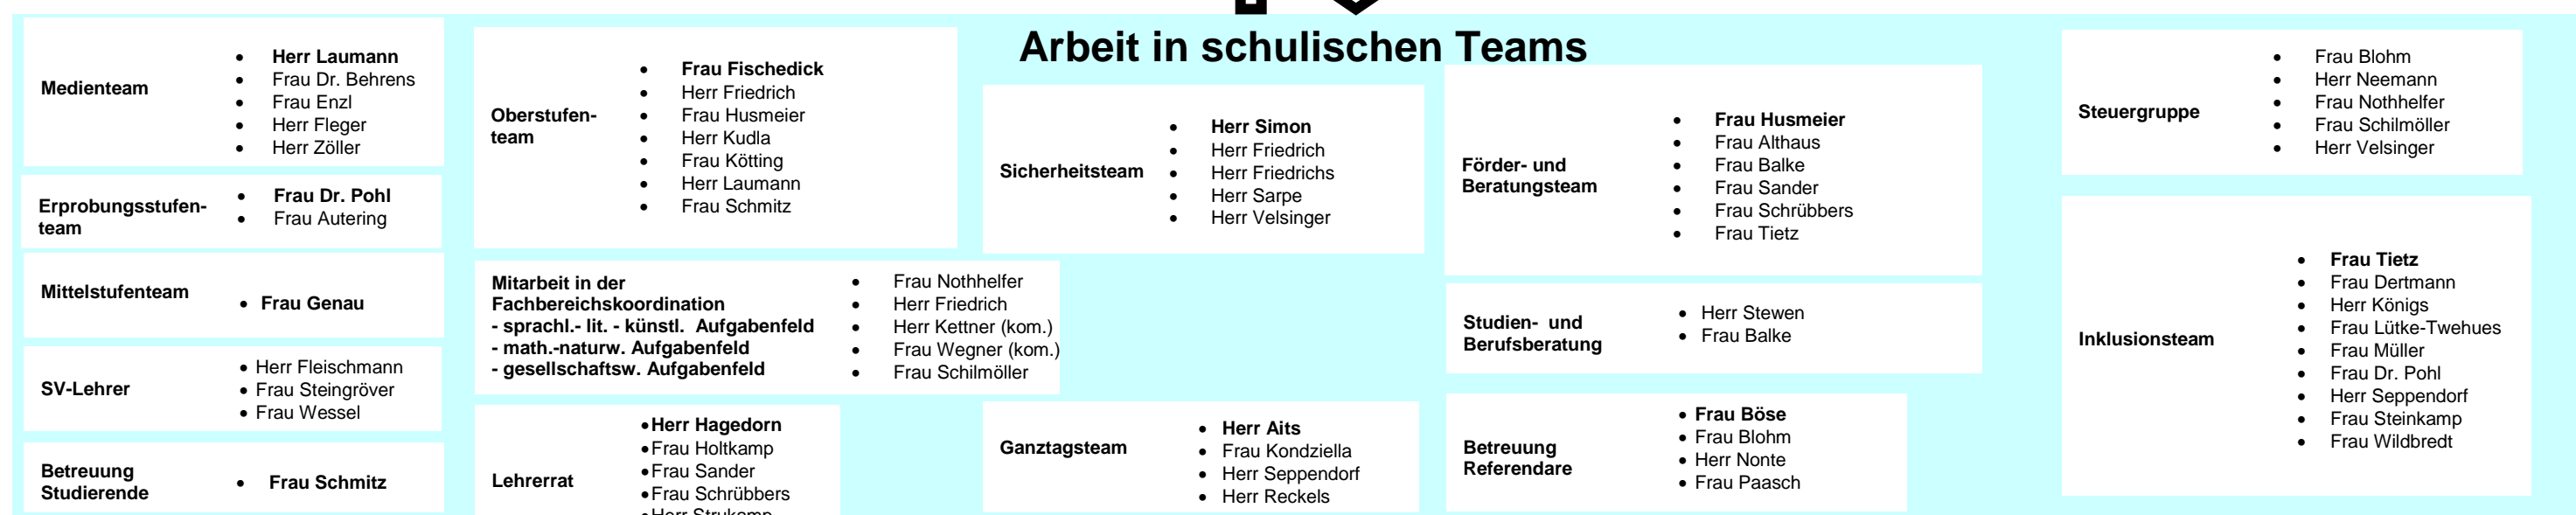 Arbeit in schulischen Teams
Medienteam
• Herr Laumann
• Frau Dr. Behrens
• Frau Enzl
• Herr Fleger
• Herr Zöller
Erprobungsstufen-
team
• Frau Dr. Pohl
• Frau Autering
Mittelstufenteam
• Frau Genau
SV-Lehrer
• Herr Fleischmann
• Frau Steingröver
• Frau Wessel
Betreuung
Studierende
• Frau Schmitz
Oberstufen-
team
• Frau Fischedick
• Herr Friedrich
• Frau Husmeier
• Herr Kudla
• Frau Kötting
• Herr Laumann
• Frau Schmitz
Mitarbeit in der
Fachbereichskoordination
- sprachl.- lit. - künstl. Aufgabenfeld
- math.-naturw. Aufgabenfeld
- gesellschaftsw. Aufgabenfeld
• Frau Nothhelfer
• Herr Friedrich
• Herr Kettner (kom.)
• Frau Wegner (kom.)
• Frau Schilmöller
Lehrerrat
• Herr Hagedorn
• Frau Holtkamp
• Frau Sander
• Frau Schrübbers
• Herr Strukamp
Sicherheitsteam
• Herr Simon
• Herr Friedrich
• Herr Friedrichs
• Herr Sarpe
• Herr Velsinger
Ganztagsteam
• Herr Aits
• Frau Kondziella
• Herr Seppendorf
• Herr Reckels
Förder- und
Beratungsteam
• Frau Husmeier
• Frau Althaus
• Frau Balke
• Frau Sander
• Frau Schrübbers
• Frau Tietz
Studien- und
Berufsberatung
• Herr Stewen
• Frau Balke
Betreuung
Referendare
• Frau Böse
• Frau Blohm
• Herr Nonte
• Frau Paasch
Steuergruppe
• Frau Blohm
• Herr Neemann
• Frau Nothhelfer
• Frau Schilmöller
• Herr Velsinger
Inklusionsteam
• Frau Tietz
• Frau Dertmann
• Herr Königs
• Frau Lütke-Twehues
• Frau Müller
• Frau Dr. Pohl
• Herr Seppendorf
• Frau Steinkamp
• Frau Wildbredt